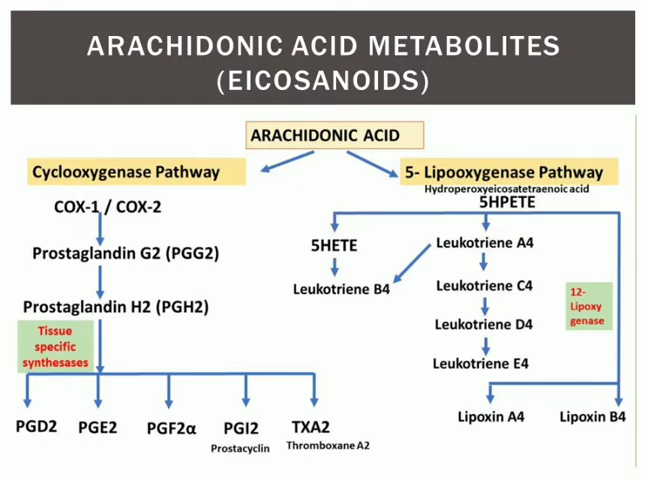 ARACHIDONIC ACID METABOLITES
(EICOSANOIDS)
ARACHIDONIC ACID
Cyclooxygenase Pathway
COX-1 / COX-2
Prostaglandin G2 (PGG2)
Prostaglandin H2 (PGH2)
Tissue
specific
synthesases
PGD2
PGE2
PGF2α
PGI2
Prostacyclin
TXA2
Thromboxane A2
5- Lipooxygenase Pathway
Hydroperoxyeicosatetraenoic acid
5HPETE
5HETE
Leukotriene B4
Leukotriene A4
Leukotriene C4
Leukotriene D4
Leukotriene E4
12-
Lipoxy
genase
Lipoxin A4
Lipoxin B4